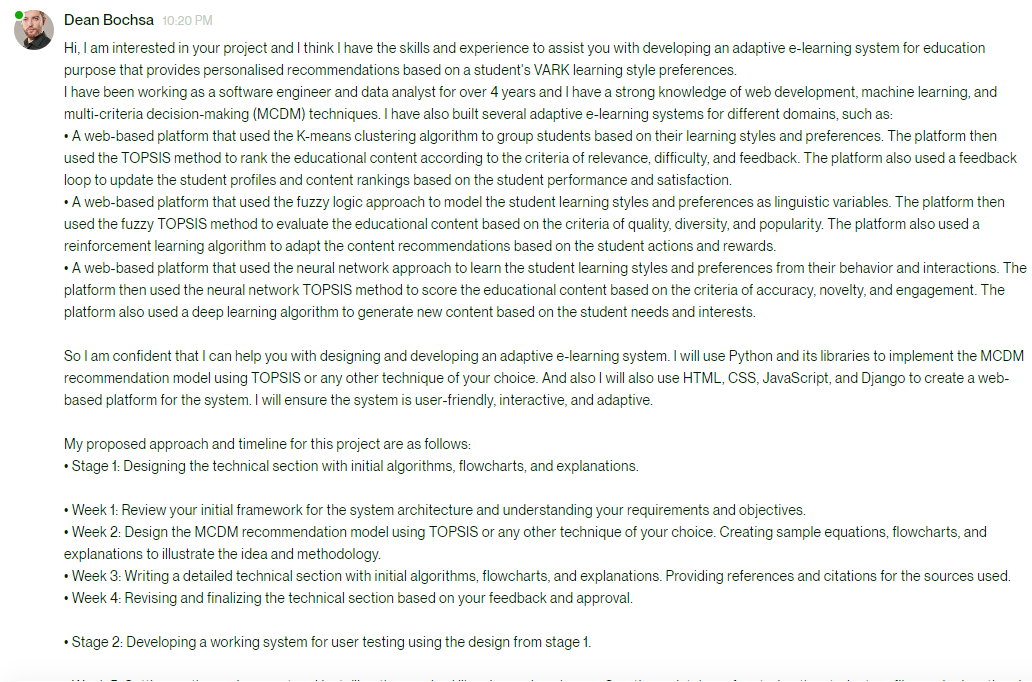 Dean Bochsa 10:20 PM
Hi, I am interested in your project and I think I have the skills and experience to assist you with developing an adaptive e-learning system for education
purpose that provides personalised recommendations based on a student's VARK learning style preferences.
I have been working as a software engineer and data analyst for over 4 years and I have a strong knowledge of web development, machine learning, and
multi-criteria decision-making (MCDM) techniques. I have also built several adaptive e-learning systems for different domains, such as:
• A web-based platform that used the K-means clustering algorithm to group students based on their learning styles and preferences. The platform then
used the TOPSIS method to rank the educational content according to the criteria of relevance, difficulty, and feedback. The platform also used a feedback
loop to update the student profiles and content rankings based on the student performance and satisfaction.
• A web-based platform that used the fuzzy logic approach to model the student learning styles and preferences as linguistic variables. The platform then
used the fuzzy TOPSIS method to evaluate the educational content based on the criteria of quality, diversity, and popularity. The platform also used a
reinforcement learning algorithm to adapt the content recommendations based on the student actions and rewards.
• A web-based platform that used the neural network approach to learn the student learning styles and preferences from their behavior and interactions. The
platform then used the neural network TOPSIS method to score the educational content based on the criteria of accuracy, novelty, and engagement. The
platform also used a deep learning algorithm to generate new content based on the student needs and interests.
So I am confident that I can help you with designing and developing an adaptive e-learning system. I will use Python and its libraries to implement the MCDM
recommendation model using TOPSIS or any other technique of your choice. And also I will also use HTML, CSS, JavaScript, and Django to create a web-
based platform for the system. I will ensure the system is user-friendly, interactive, and adaptive.
My proposed approach and timeline for this project are as follows:
• Stage 1: Designing the technical section with initial algorithms, flowcharts, and explanations.
• Week 1: Review your initial framework for the system architecture and understanding your requirements and objectives.
• Week 2: Design the MCDM recommendation model using TOPSIS or any other technique of your choice. Creating sample equations, flowcharts, and
explanations to illustrate the idea and methodology.
• Week 3: Writing a detailed technical section with initial algorithms, flowcharts, and explanations. Providing references and citations for the sources used.
• Week 4: Revising and finalizing the technical section based on your feedback and approval.
• Stage 2: Developing a working system for user testing using the design from stage 1.